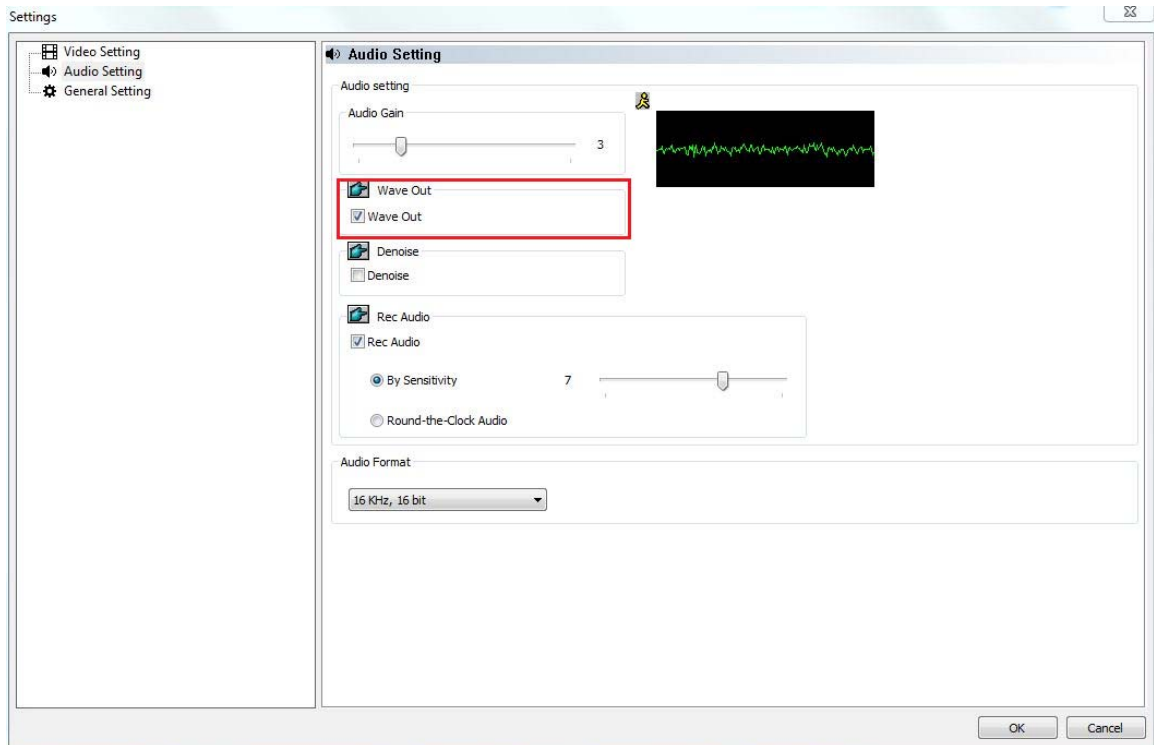 Settings
Video Setting
Audio Setting
General Setting
Audio Setting
Audio setting
Audio Gain
3
Wave Out
Wave Out
Denoise
Denoise
Rec Audio
Rec Audio
By Sensitivity 7
Round-the-Clock Audio
Audio Format
16 KHz, 16 bit
OK Cancel